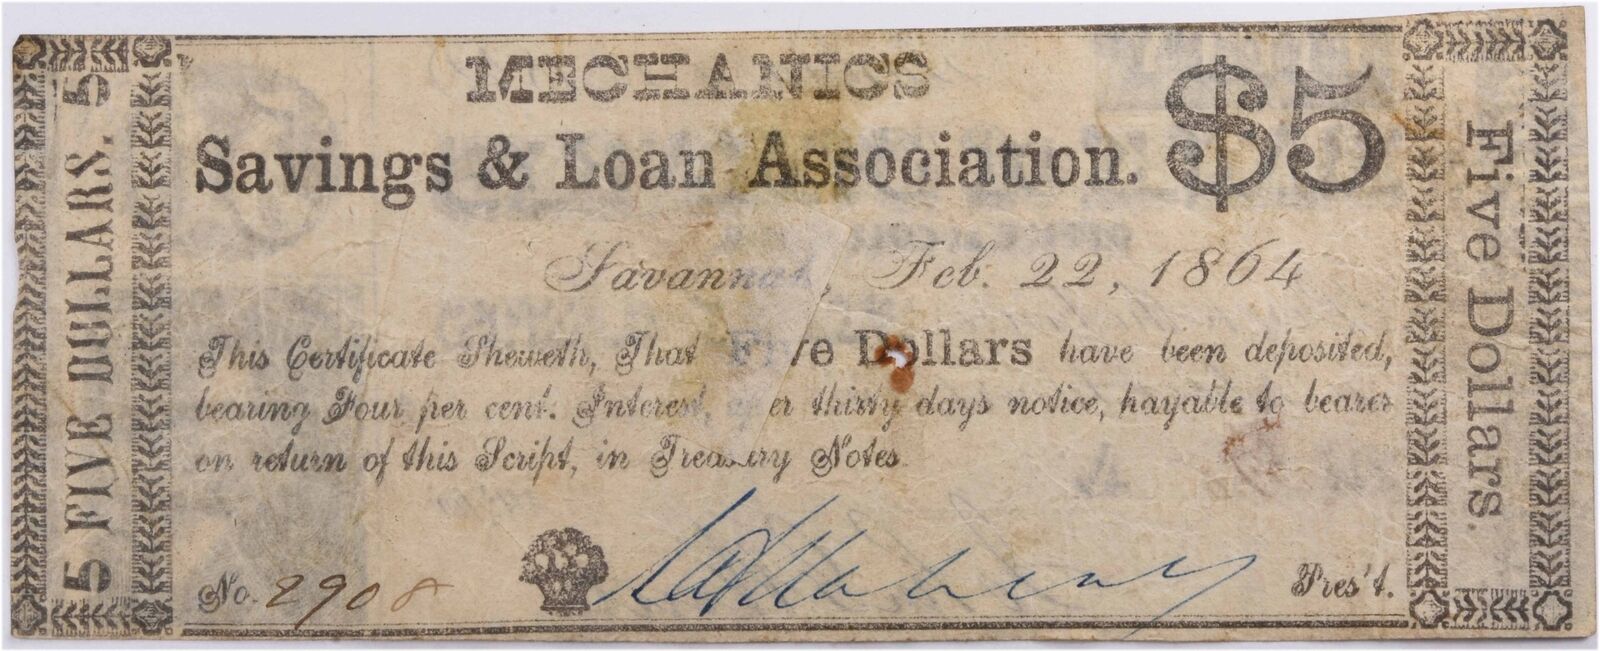 5 FIVE DOLLARS. 5
MECHANICS
Savings & Loan Association.
$5
Savannah, Feb. 22, 1864
This Certificate Sheweth, That Five Dollars have been deposited,
bearing Four per cent. Interest, after thirty days notice, payable to bearer
on return of this Script, in Treasury Notes
No. 2908
Pres't.
Five Dollars.